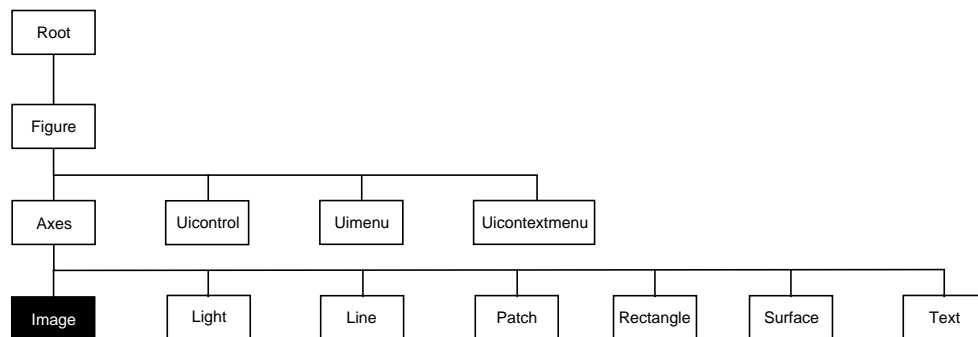 Root
Figure
Axes Uicontrol Uimenu Uicontextmenu
Image Light Line Patch Rectangle Surface Text